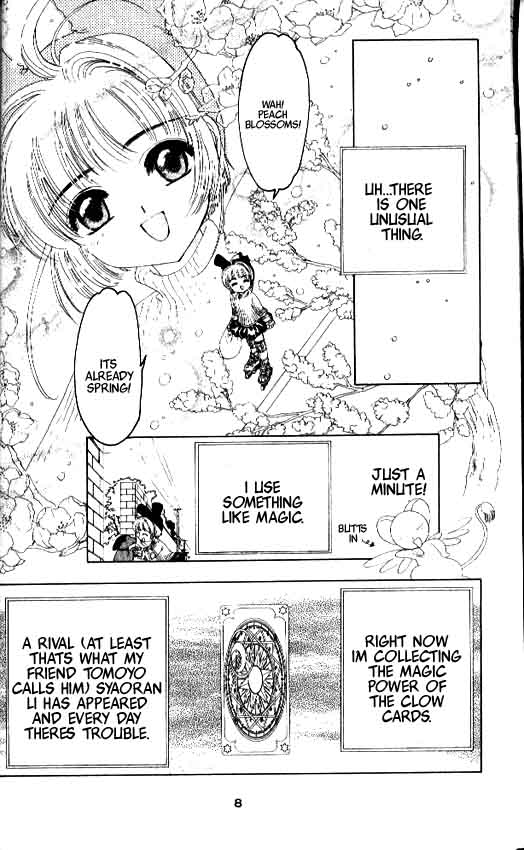 UH...THERE
IS ONE
UNUSUAL
THING.
WAH!
PEACH
BLOSSOMS!
ITS
ALREADY
SPRING!
JUST A
MINUTE!
BUTTS
IN
I USE
SOMETHING
LIKE MAGIC.
RIGHT NOW
IM COLLECTING
THE MAGIC
POWER OF
THE CLOW
CARDS.
A RIVAL (AT LEAST
THATS WHAT MY
FRIEND TOMOYO
CALLS HIM) SYAORAN
LI HAS APPEARED
AND EVERY DAY
THERES TROUBLE.
8